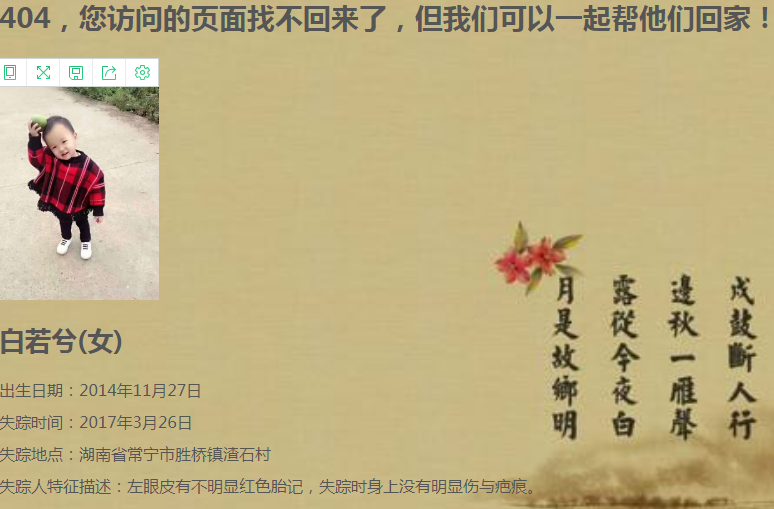 404，您访问的页面找不回来了，但我们可以一起帮他们回家！
白若兮(女)
出生日期：2014年11月27日
失踪时间：2017年3月26日
失踪地点：湖南省常宁市胜桥镇渣石村
失踪人特征描述：左眼皮有不明显红色胎记，失踪时身上没有明显伤与疤痕。
戍鼓斷人行
邊秋一雁聲
露從今夜白
月是故鄉明